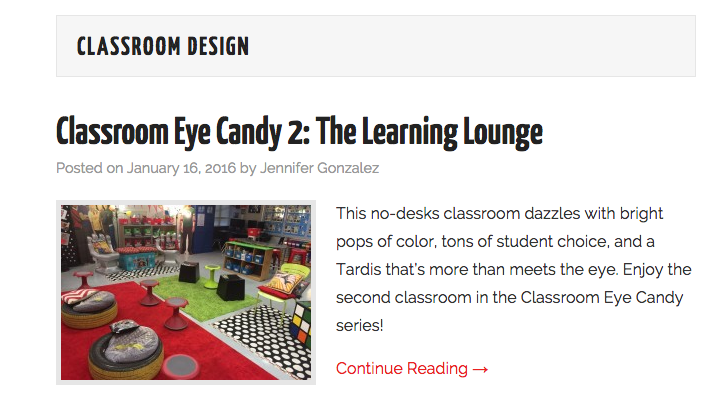 CLASSROOM DESIGN
Classroom Eye Candy 2: The Learning Lounge
Posted on January 16, 2016 by Jennifer Gonzalez
This no-desks classroom dazzles with bright
pops of color, tons of student choice, and a
Tardis that's more than meets the eye. Enjoy the
second classroom in the Classroom Eye Candy
series!
Continue Reading →